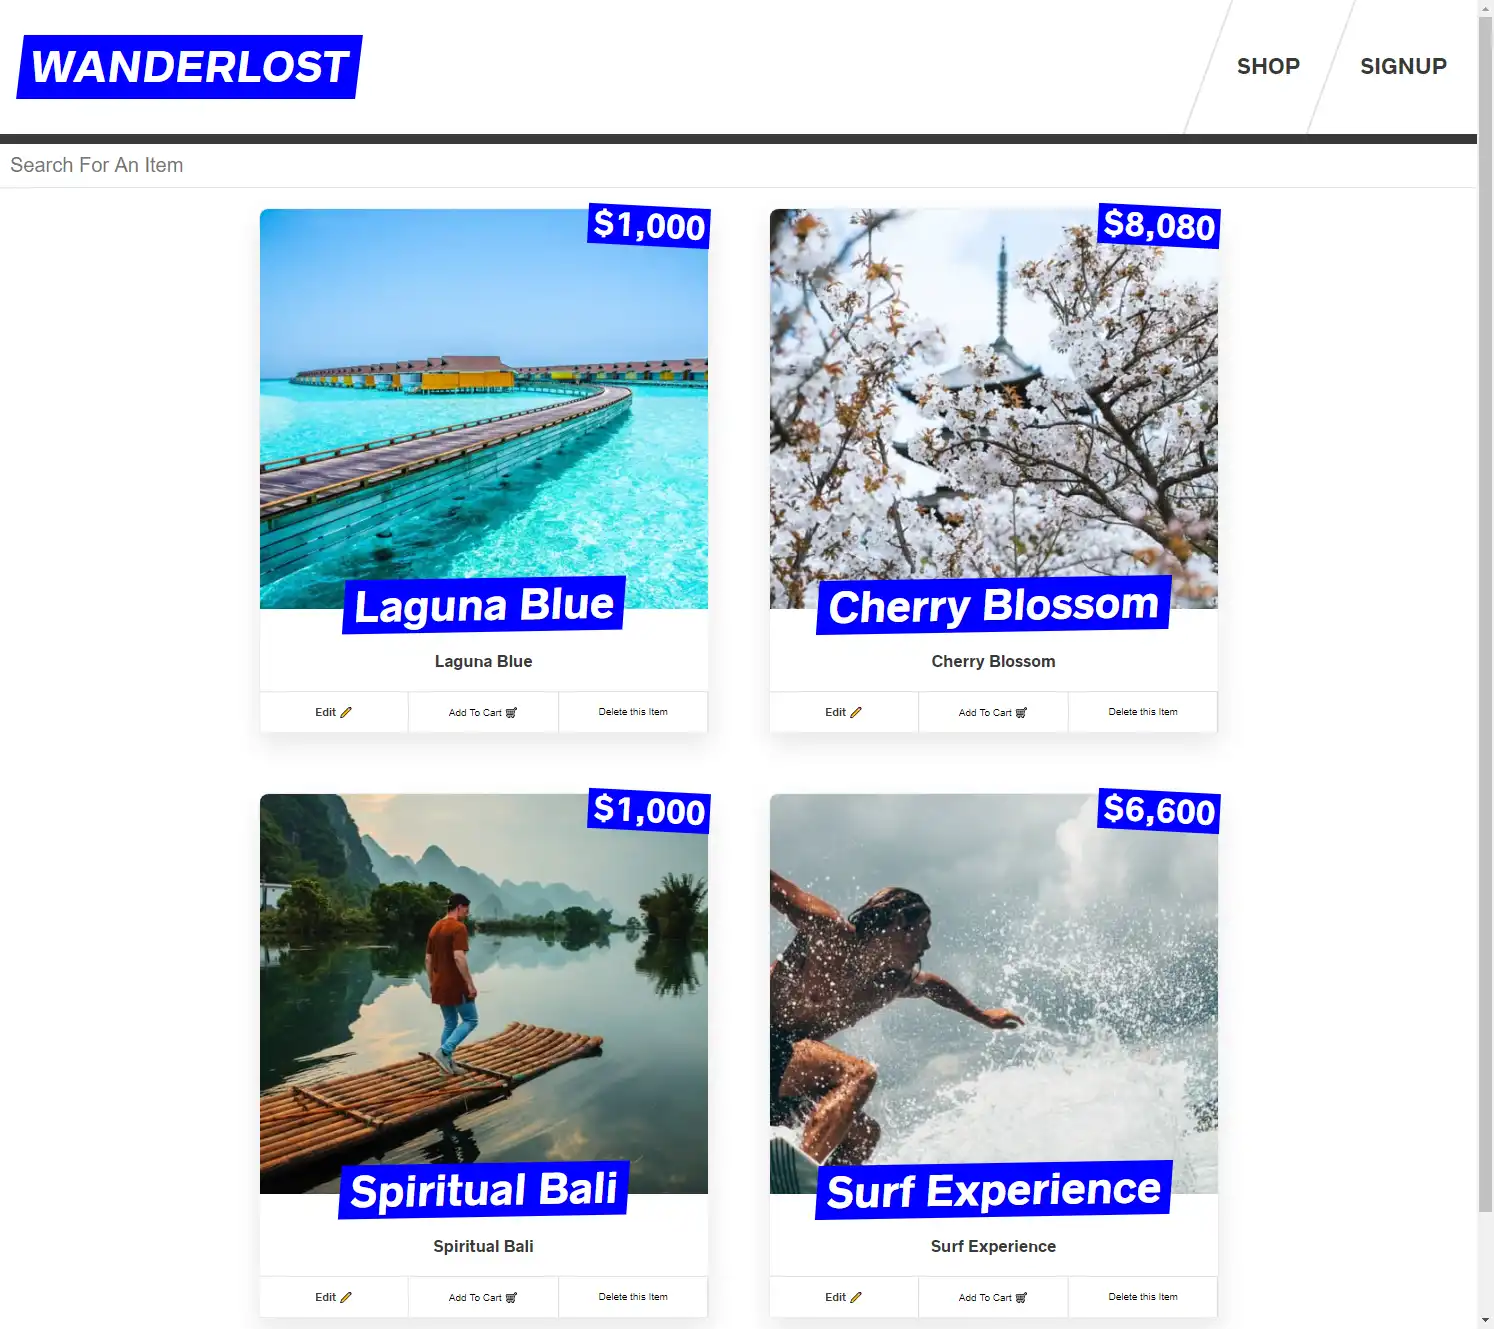 WANDERLOST
SHOP
SIGNUP
Search For An Item
$1,000
Laguna Blue
Laguna Blue
Edit ✏️
Add To Cart 🛒
Delete this Item
$8,080
Cherry Blossom
Cherry Blossom
Edit ✏️
Add To Cart 🛒
Delete this Item
$1,000
Spiritual Bali
Spiritual Bali
Edit ✏️
Add To Cart 🛒
Delete this Item
$6,600
Surf Experience
Surf Experience
Edit ✏️
Add To Cart 🛒
Delete this Item